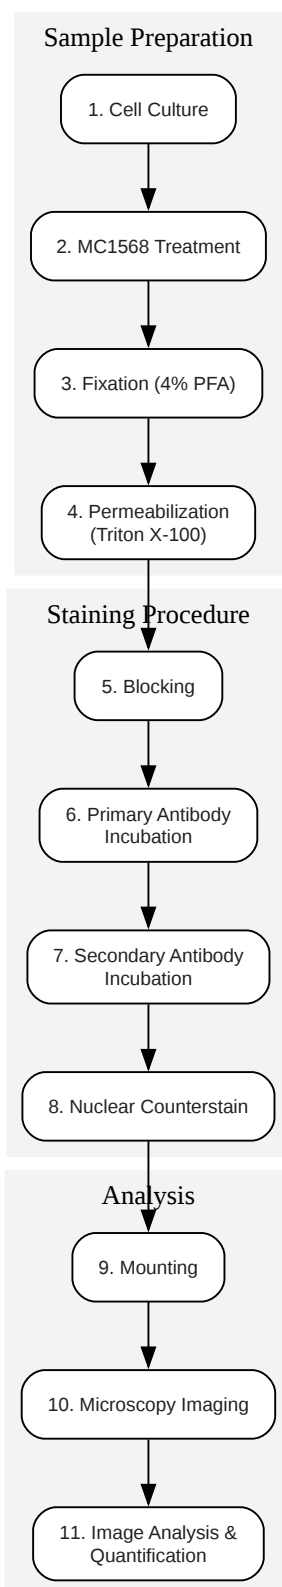 Sample Preparation
1. Cell Culture
2. MC1568 Treatment
3. Fixation (4% PFA)
4. Permeabilization
(Triton X-100)
Staining Procedure
5. Blocking
6. Primary Antibody
Incubation
7. Secondary Antibody
Incubation
8. Nuclear Counterstain
Analysis
9. Mounting
10. Microscopy Imaging
11. Image Analysis &
Quantification